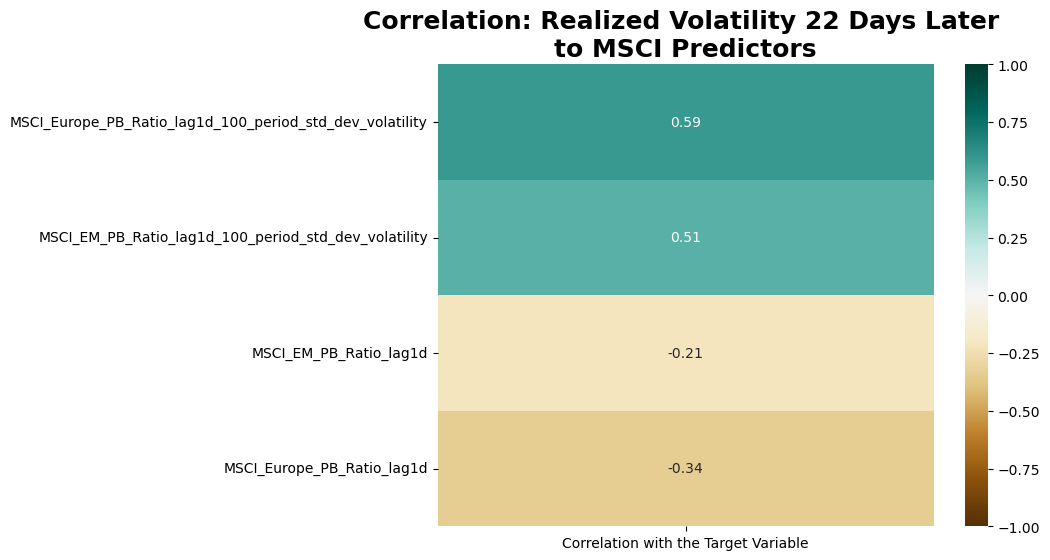 Correlation: Realized Volatility 22 Days Later
to MSCI Predictors
MSCI_Europe_PB_Ratio_lag1d_100_period_std_dev_volatility
0.59
MSCI_EM_PB_Ratio_lag1d_100_period_std_dev_volatility
0.51
MSCI_EM_PB_Ratio_lag1d
-0.21
MSCI_Europe_PB_Ratio_lag1d
-0.34
Correlation with the Target Variable
1.00
0.75
0.50
0.25
0.00
−0.25
−0.50
−0.75
−1.00